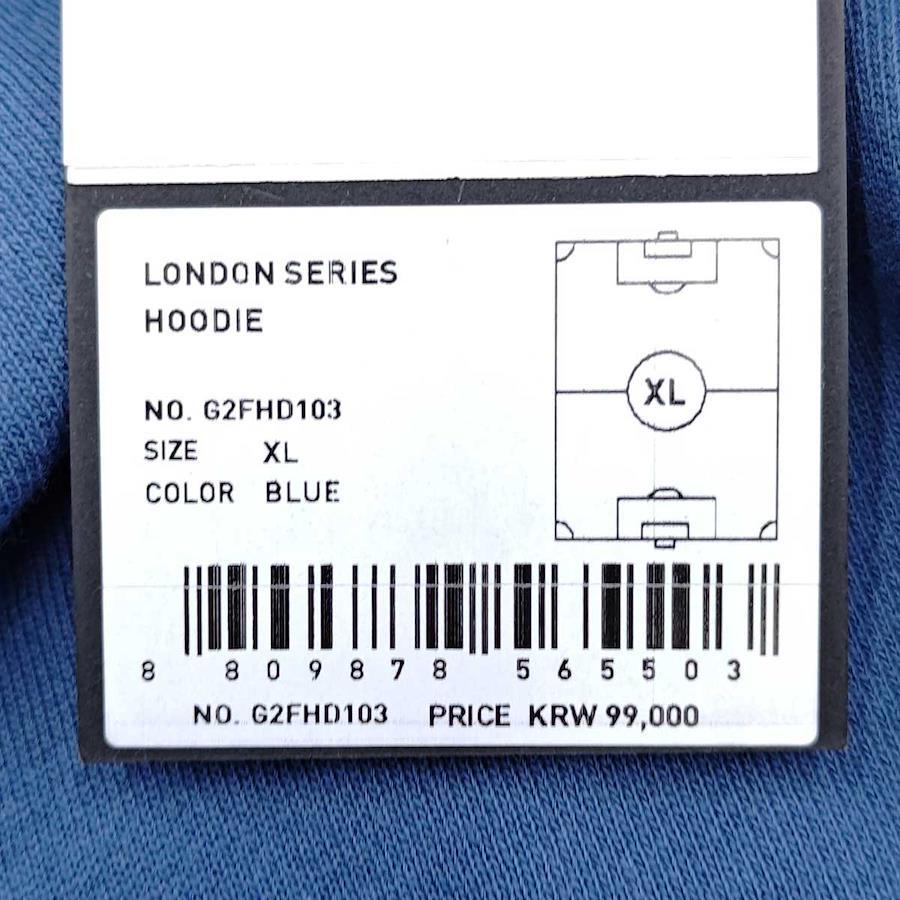 LONDON SERIES
HOODIE
NO. G2FHD103
SIZE XL
COLOR BLUE
XL
8 809878 565503
NO. G2FHD103 PRICE KRW 99,000